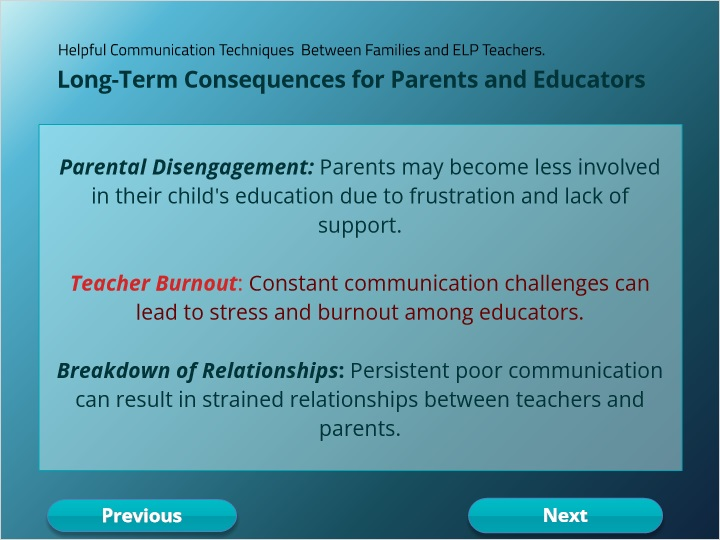 Helpful Communication Techniques  Between Families and ELP Teachers.
Long-Term Consequences for Parents and Educators
Parental Disengagement: Parents may become less involved
in their child's education due to frustration and lack of
support.
Teacher Burnout: Constant communication challenges can
lead to stress and burnout among educators.
Breakdown of Relationships: Persistent poor communication
can result in strained relationships between teachers and
parents.
Previous
Next